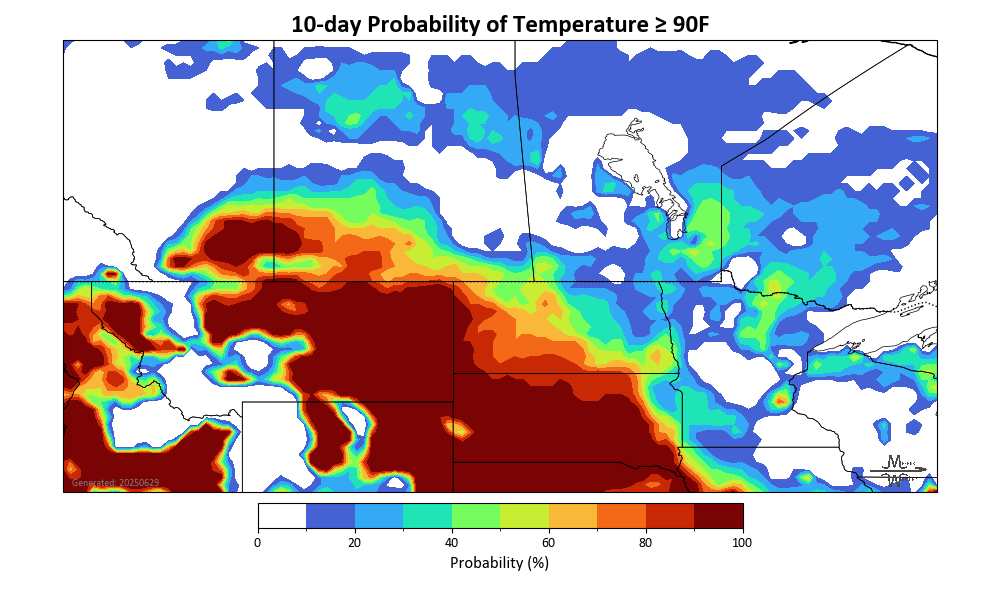 10-day Probability of Temperature ≥ 90F
Generated: 20250629
0 20 40 60 80 100
Probability (%)